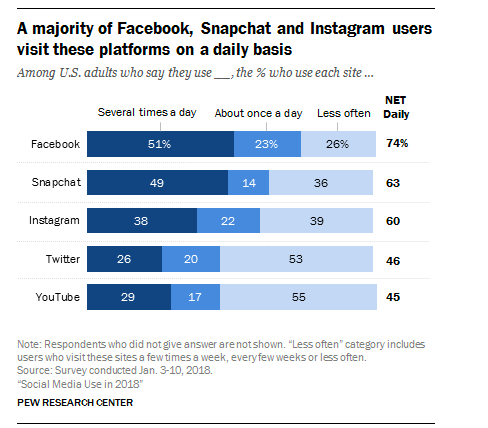 A majority of Facebook, Snapchat and Instagram users
visit these platforms on a daily basis
Among U.S. adults who say they use __, the % who use each site ...
Several times a day About once a day Less often NET Daily
Facebook 51% 23% 26% 74%
Snapchat 49 14 36 63
Instagram 38 22 39 60
Twitter 26 20 53 46
YouTube 29 17 55 45
Note: Respondents who did not give answer are not shown. “Less often” category includes
users who visit these sites a few times a week, every few weeks or less often.
Source: Survey conducted Jan. 3-10, 2018.
“Social Media Use in 2018”
PEW RESEARCH CENTER